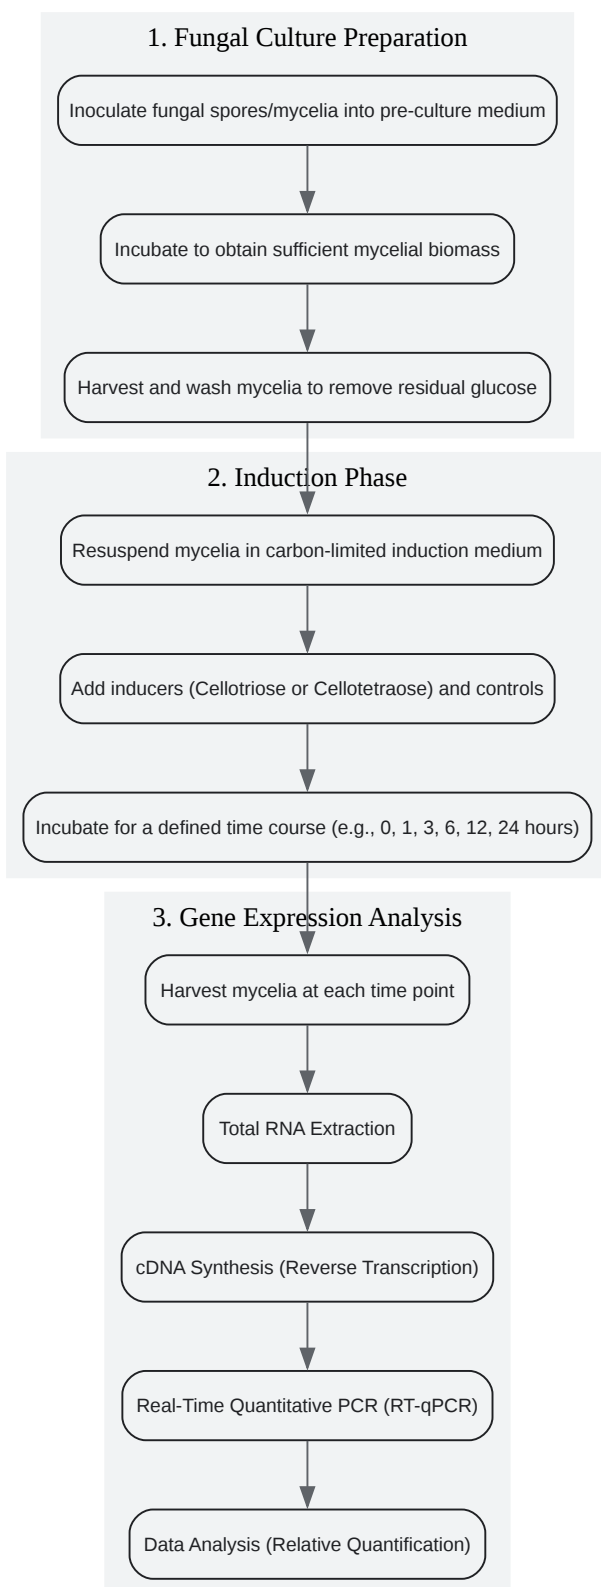 1. Fungal Culture Preparation
Inoculate fungal spores/mycelia into pre-culture medium
Incubate to obtain sufficient mycelial biomass
Harvest and wash mycelia to remove residual glucose
2. Induction Phase
Resuspend mycelia in carbon-limited induction medium
Add inducers (Cellotriose or Cellotetraose) and controls
Incubate for a defined time course (e.g., 0, 1, 3, 6, 12, 24 hours)
3. Gene Expression Analysis
Harvest mycelia at each time point
Total RNA Extraction
cDNA Synthesis (Reverse Transcription)
Real-Time Quantitative PCR (RT-qPCR)
Data Analysis (Relative Quantification)